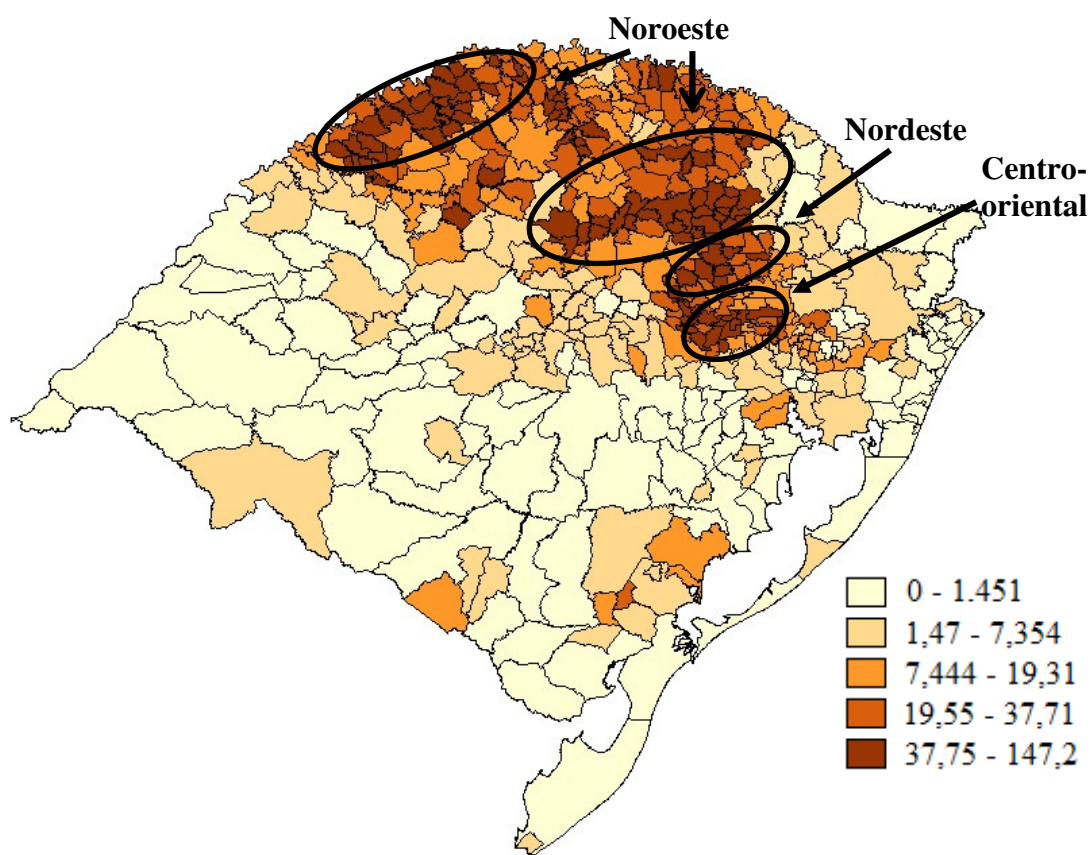 Noroeste
Nordeste
Centro-
oriental
0 - 1.451
1,47 - 7,354
7,444 - 19,31
19,55 - 37,71
37,75 - 147,2